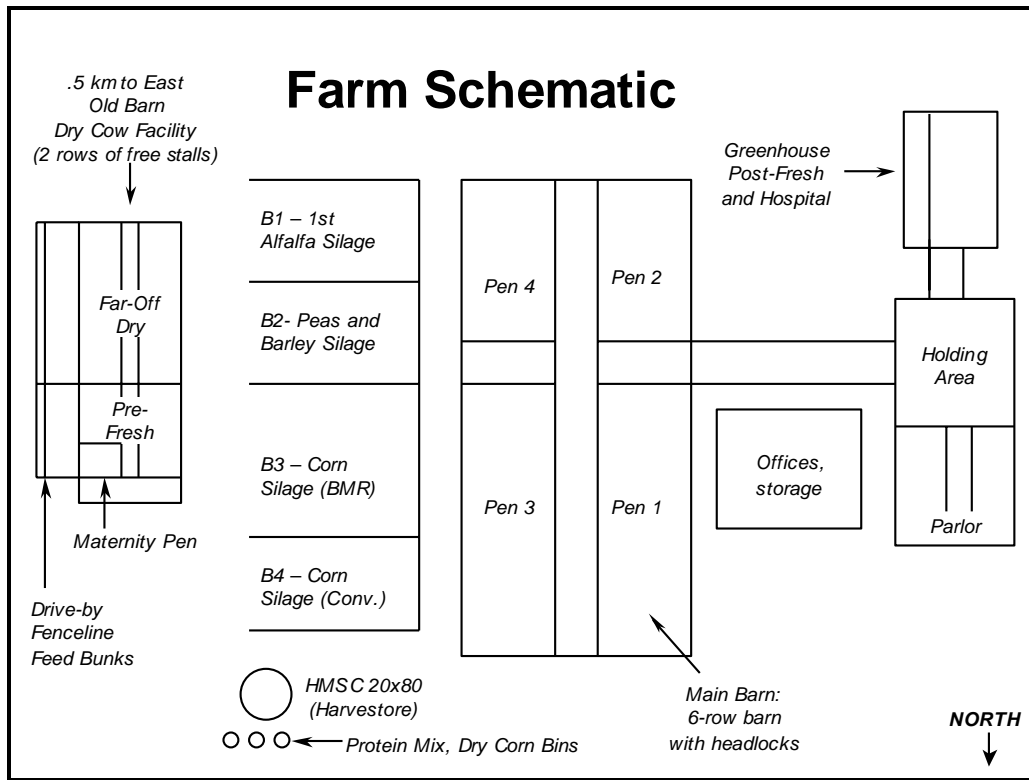 Farm Schematic
.5 km to East
Old Barn
Dry Cow Facility
(2 rows of free stalls)
Far-Off
Dry
Pre-
Fresh
Maternity Pen
Drive-by
Fenceline
Feed Bunks
B1 – 1st
Alfalfa Silage
B2- Peas and
Barley Silage
B3 – Corn
Silage (BMR)
B4 – Corn
Silage (Conv.)
HMSC 20x80
(Harvestore)
Protein Mix, Dry Corn Bins
Pen 4
Pen 2
Pen 3
Pen 1
Main Barn:
6-row barn
with headlocks
Greenhouse
Post-Fresh
and Hospital
Holding
Area
Offices,
storage
Parlor
NORTH